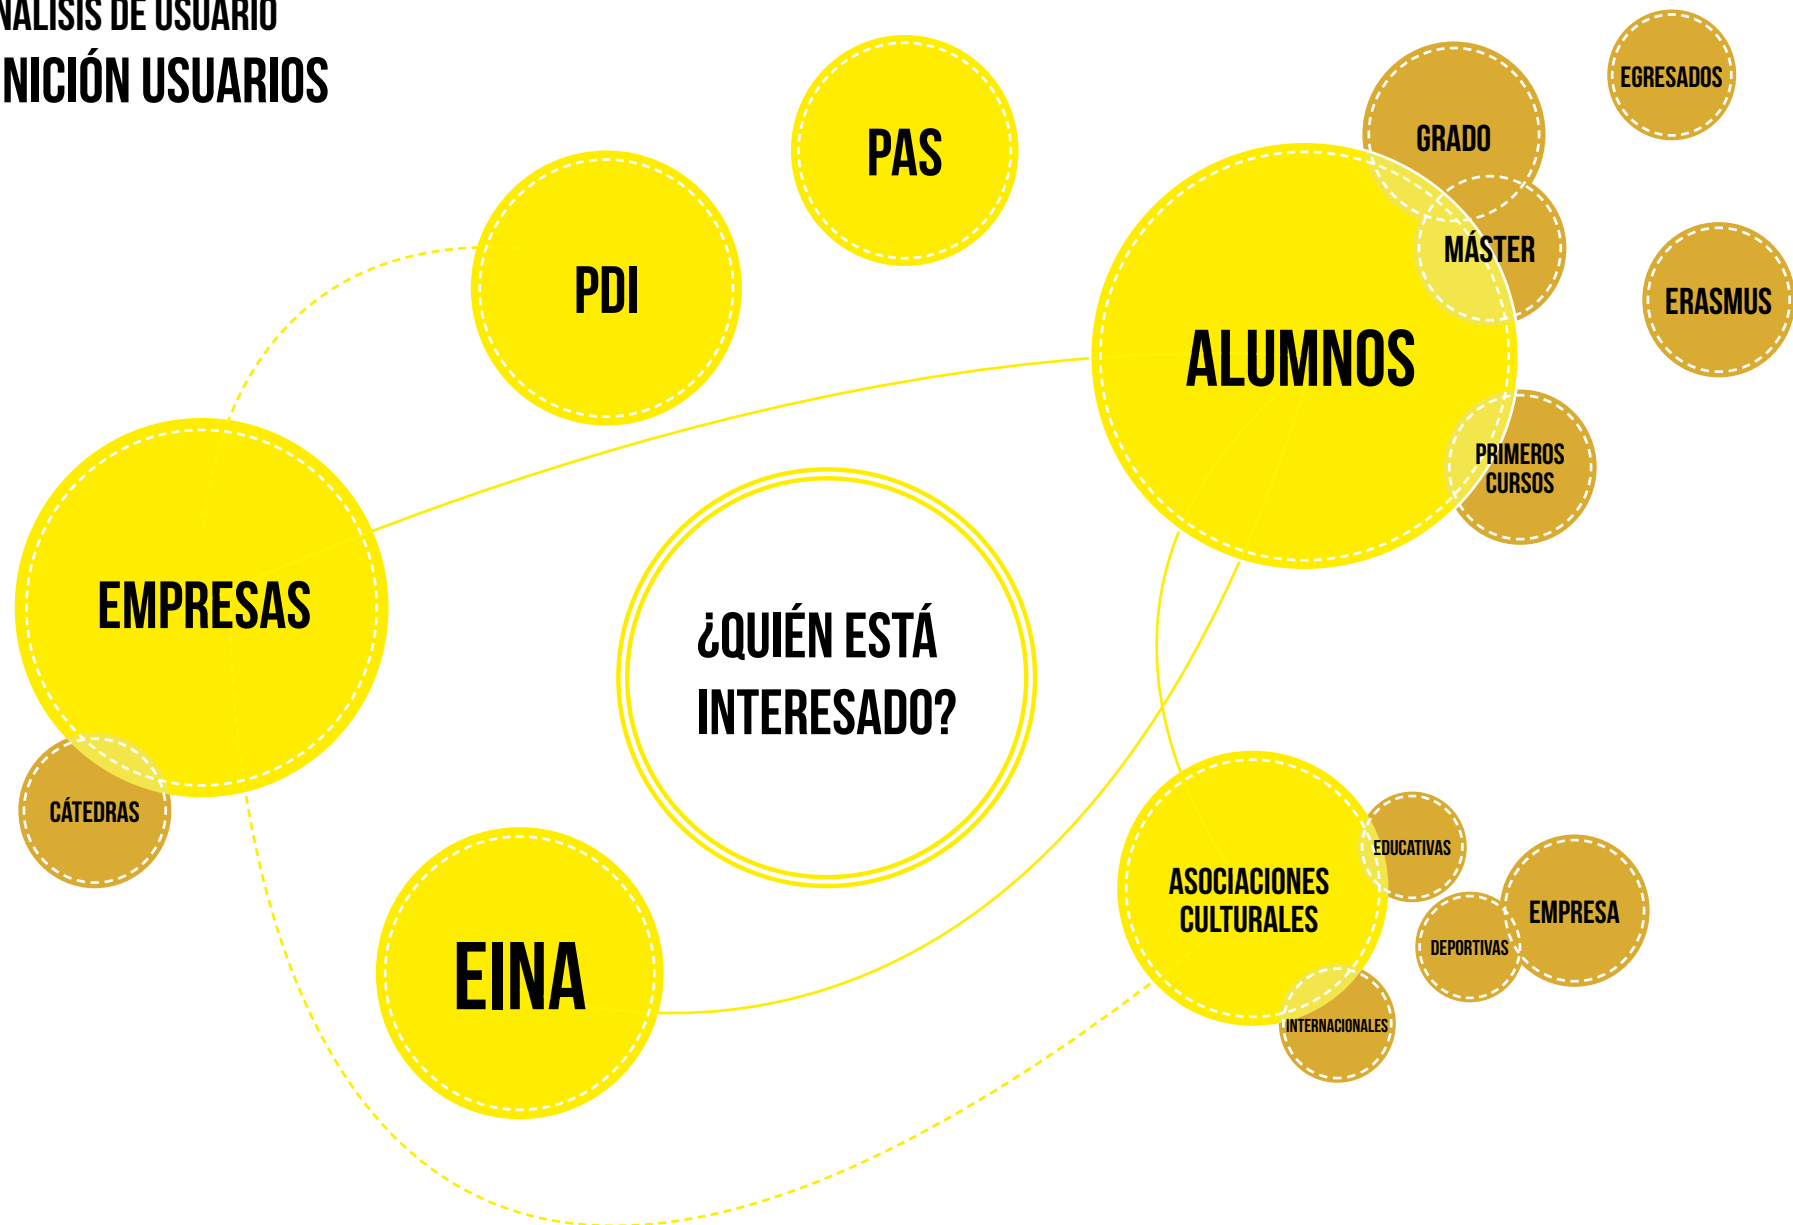 NÁLISIS DE USUARIO
NICIÓN USUARIOS
PAS
EGRESADOS
GRADO
MÁSTER
PDI
ERASMUS
ALUMNOS
PRIMEROS
CURSOS
EMPRESAS
¿QUIÉN ESTÁ
INTERESADO?
CÁTEDRAS
EDUCATIVAS
ASOCIACIONES
CULTURALES
EMPRESA
DEPORTIVAS
EINA
INTERNACIONALES